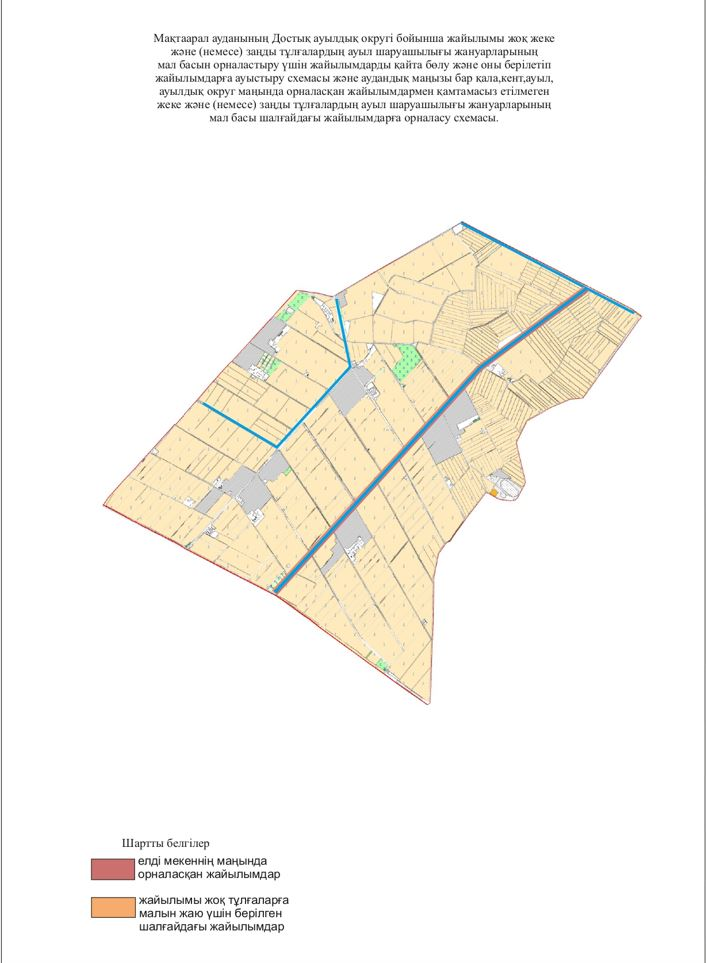 Мақтаарал ауданының Достық ауылдық округі бойынша жайылымы жоқ жеке
және (немесе) заңды тұлғалардың ауыл шаруашылығы жануарларының
мал басын орналастыру үшін жайылымдарды қайта бөлу және оны берілетіп
жайылымдарға ауыстыру схемасы және аудандық маңызы бар қала,кент,ауыл,
ауылдық округ маңында орналасқан жайылымдармен қамтамасыз етілмеген
жеке және (немесе) заңды тұлғалардың ауыл шаруашылығы жануарларының
мал басы шалғайдағы жайылымдарға орналасу схемасы.
Шартты белгілер
елді мекеннің маңында
орналасқан жайылымдар
жайылымы жоқ тұлғаларға
малын жаю үшін берілген
шалғайдағы жайылымдар